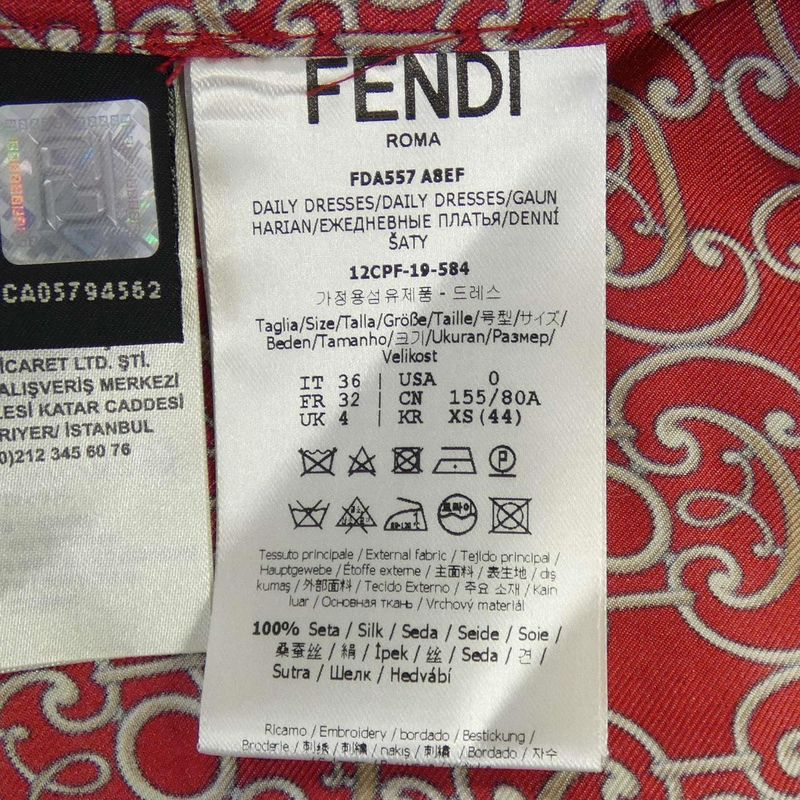 FENDI
ROMA
FDA557 A8EF
DAILY DRESSES/DAILY DRESSES/GAUN
HARIAN/ЕЖЕДНЕВНЫЕ ПЛАТЬЯ/DENNÍ
ŠATY
12CPF-19-584
가정용섬유제품 - 드레스
Taglia/Size/Talla/Größe/Taille/号型/サイズ/
Beden/Tamanho/크기/Ukuran/Размер/
Velikost
IT 36 | USA 0
FR 32 | CN 155/80A
UK 4 | KR XS(44)
드라이
Tessuto principale / External fabric / Tejido principal /
Hauptgewebe / Étoffe externe / 主面料 / 表生地 / dış
kumaş / 外部面料 / Tecido Externo / 주요 소재 / Kain
luar / Основная ткань / Vrchový materiál
100% Seta / Silk / Seda / Seide / Soie /
桑蚕丝 / 絹 / İpek / 丝 / Seda / 견 /
Sutra / Шелк / Hedvábí
Ricamo / Embroidery / bordado / Bestickung /
Broderie / 刺绣 / 刺繍 / nakış / 刺繡 / Bordado / 자수
CA05794562
İCARET LTD. ŞTİ.
ALIŞVERİŞ MERKEZİ
LESİ KATAR CADDESİ
RIYER/ İSTANBUL
0)212 345 60 76